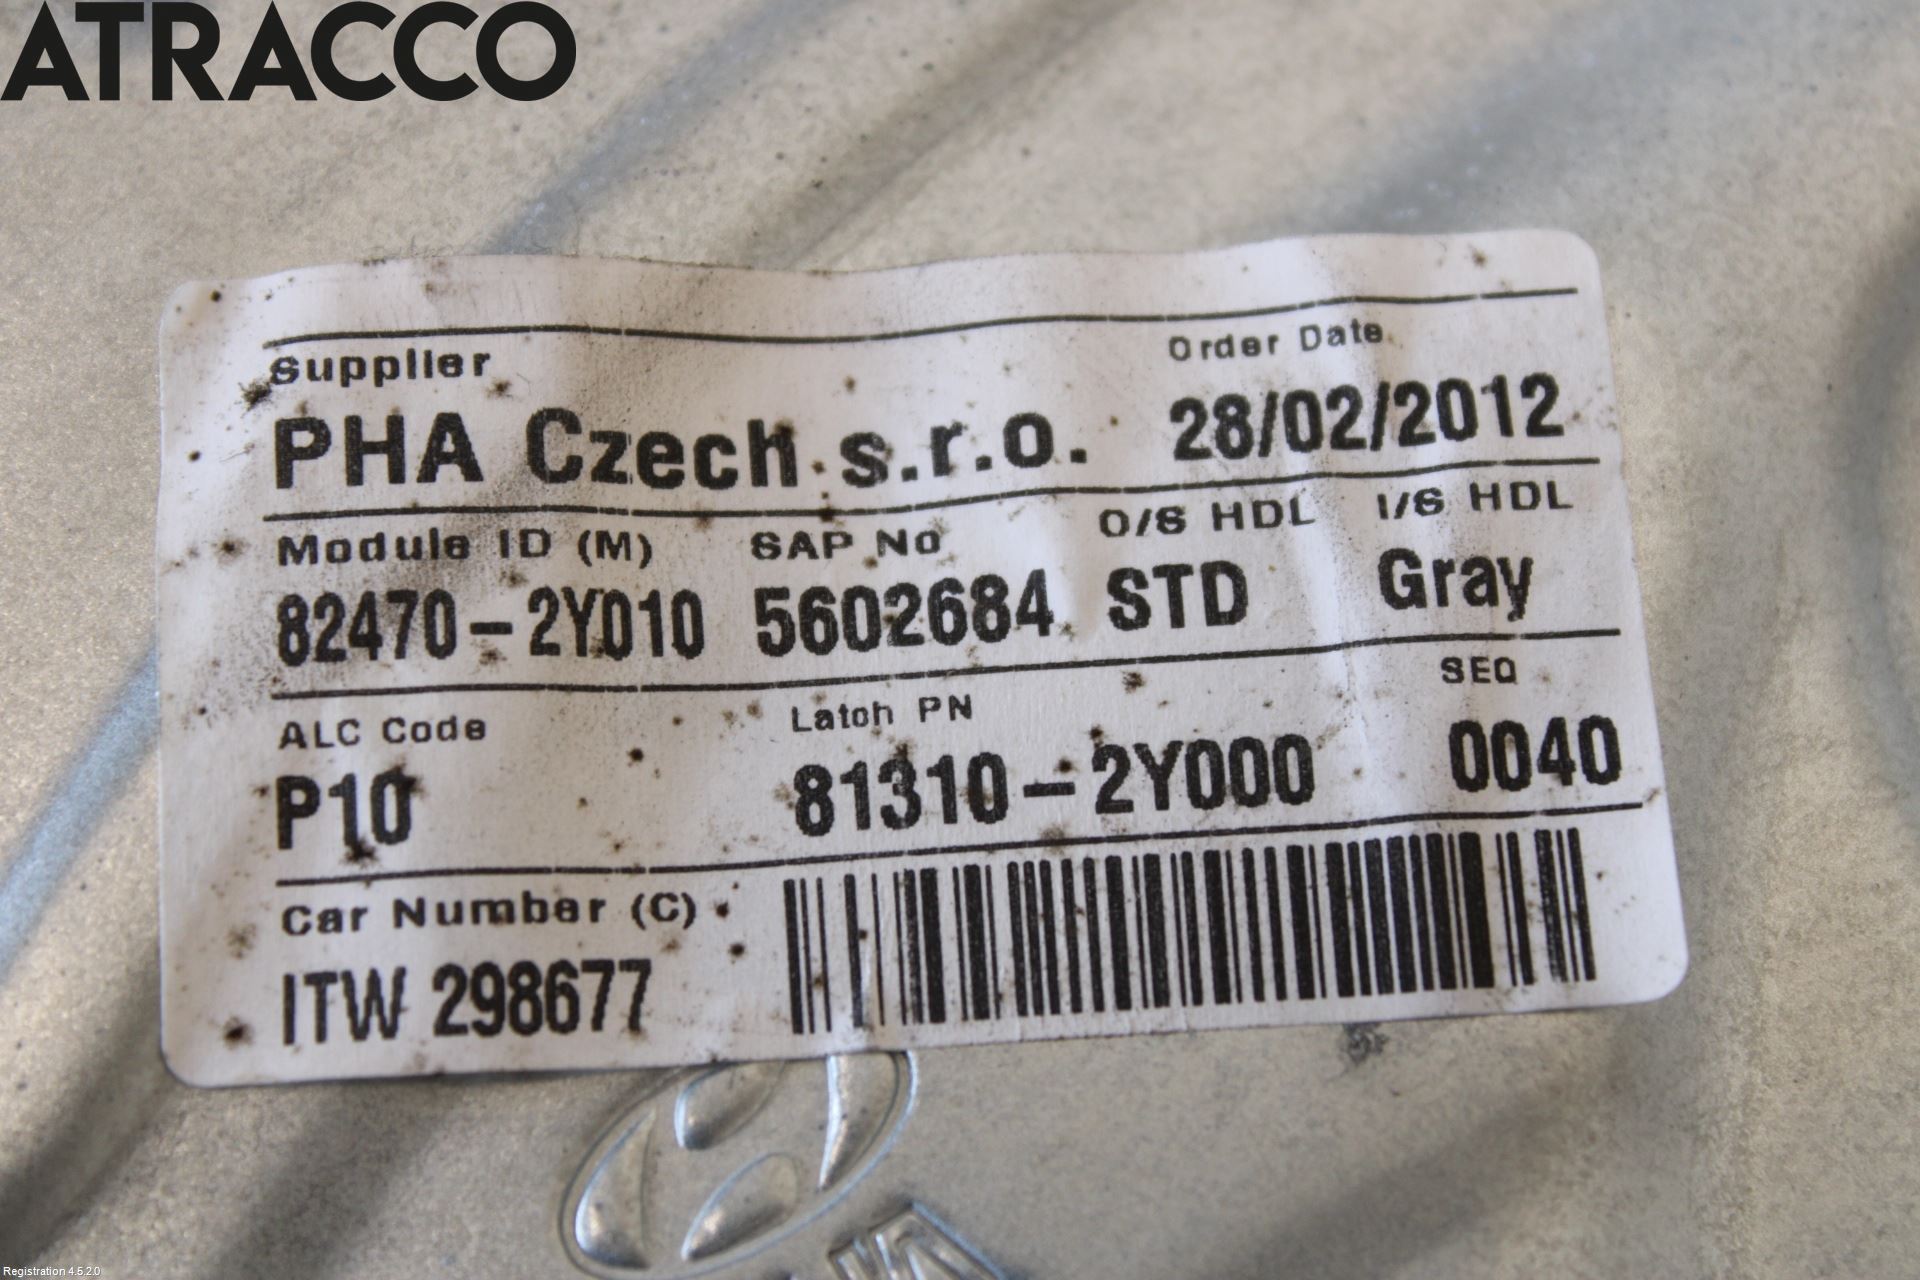 ATRACCO
Supplier Order Date
PHA Czech s.r.o. 28/02/2012
Module ID (M) SAP No O/S HDL I/S HDL
82470-2Y010 5602684 STD Gray
ALC Code Latch PN SEQ
P10 81310-2Y000 0040
Car Number (C)
ITW 298677
Registration 4.5.2.0